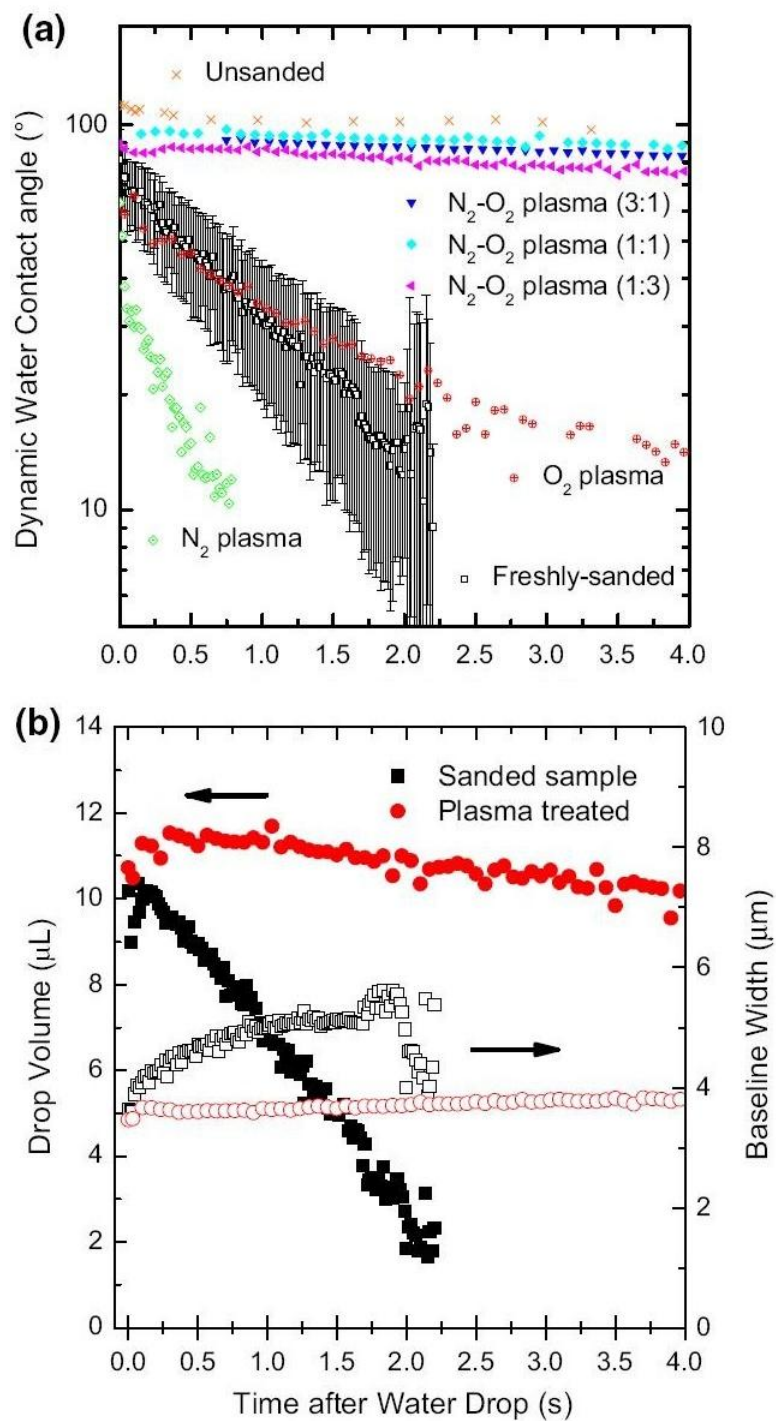 (a)
Unsanded
100
N₂-O₂ plasma (3:1)
N₂-O₂ plasma (1:1)
N₂-O₂ plasma (1:3)
10
O₂ plasma
N₂ plasma
Freshly-sanded
Dynamic Water Contact angle (°)
0.0 0.5 1.0 1.5 2.0 2.5 3.0 3.5 4.0
(b)
14 10
Sanded sample
Plasma treated
12
8
10
8
6
6
4
4
2
2
0 0
Drop Volume (µL)
Baseline Width (µm)
0.0 0.5 1.0 1.5 2.0 2.5 3.0 3.5 4.0
Time after Water Drop (s)